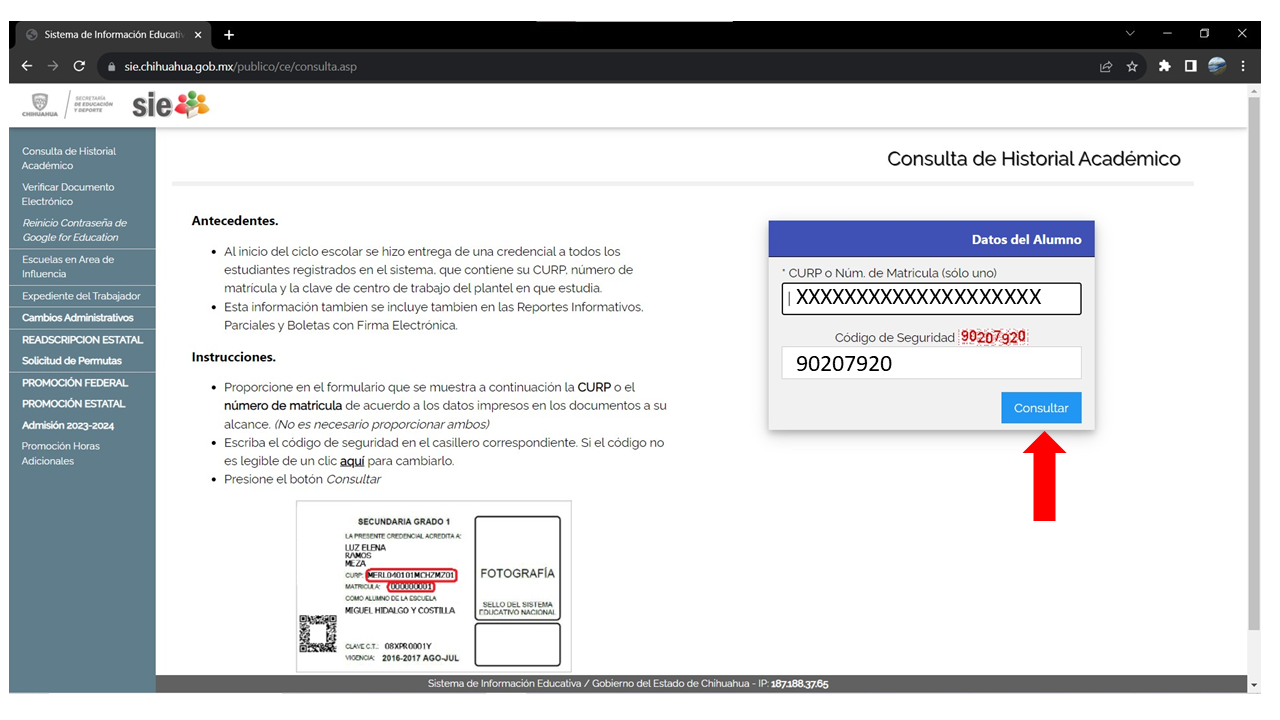 Sistema de Información Educativ
sie.chihuahua.gob.mx/publico/ce/consulta.asp
CHIHUAHUA
SECRETARÍA
DE EDUCACIÓN
Y DEPORTE
sie
Consulta de Historial
Académico
Verificar Documento
Electrónico
Reinicio Contraseña de
Google for Education
Escuelas en Area de
Influencia
Expediente del Trabajador
Cambios Administrativos
READSCRIPCION ESTATAL
Solicitud de Permutas
PROMOCIÓN FEDERAL
PROMOCIÓN ESTATAL
Admisión 2023-2024
Promoción Horas
Adicionales
Consulta de Historial Académico
Antecedentes.
• Al inicio del ciclo escolar se hizo entrega de una credencial a todos los
estudiantes registrados en el sistema, que contiene su CURP, número de
matrícula y la clave de centro de trabajo del plantel en que estudia.
• Esta información tambien se incluye tambien en las Reportes Informativos,
Parciales y Boletas con Firma Electrónica.
Instrucciones.
• Proporcione en el formulario que se muestra a continuación la CURP o el
número de matricula de acuerdo a los datos impresos en los documentos a su
alcance. (No es necesario proporcionar ambos)
• Escriba el código de seguridad en el casillero correspondiente. Si el código no
es legible de un clic aquí para cambiarlo.
• Presione el botón Consultar
SECUNDARIA GRADO 1
LA PRESENTE CREDENCIAL ACREDITA A:
LUZ ELENA
RAMOS
MEZA
CURP: MERL040101MCHZMZ01
MATRICULA: 000000001
COMO ALUMNO DE LA ESCUELA
MIGUEL HIDALGO Y COSTILLA
CLAVE C.T.: 08XPR0001Y
VIGENCIA: 2016-2017 AGO-JUL
FOTOGRAFÍA
SELLO DEL SISTEMA
EDUCATIVO NACIONAL
Datos del Alumno
* CURP o Núm. de Matricula (sólo uno)
XXXXXXXXXXXXXXXXXXXX
Código de Seguridad 90207920
90207920
Consultar
Sistema de Información Educativa / Gobierno del Estado de Chihuahua - IP: 187.188.37.65